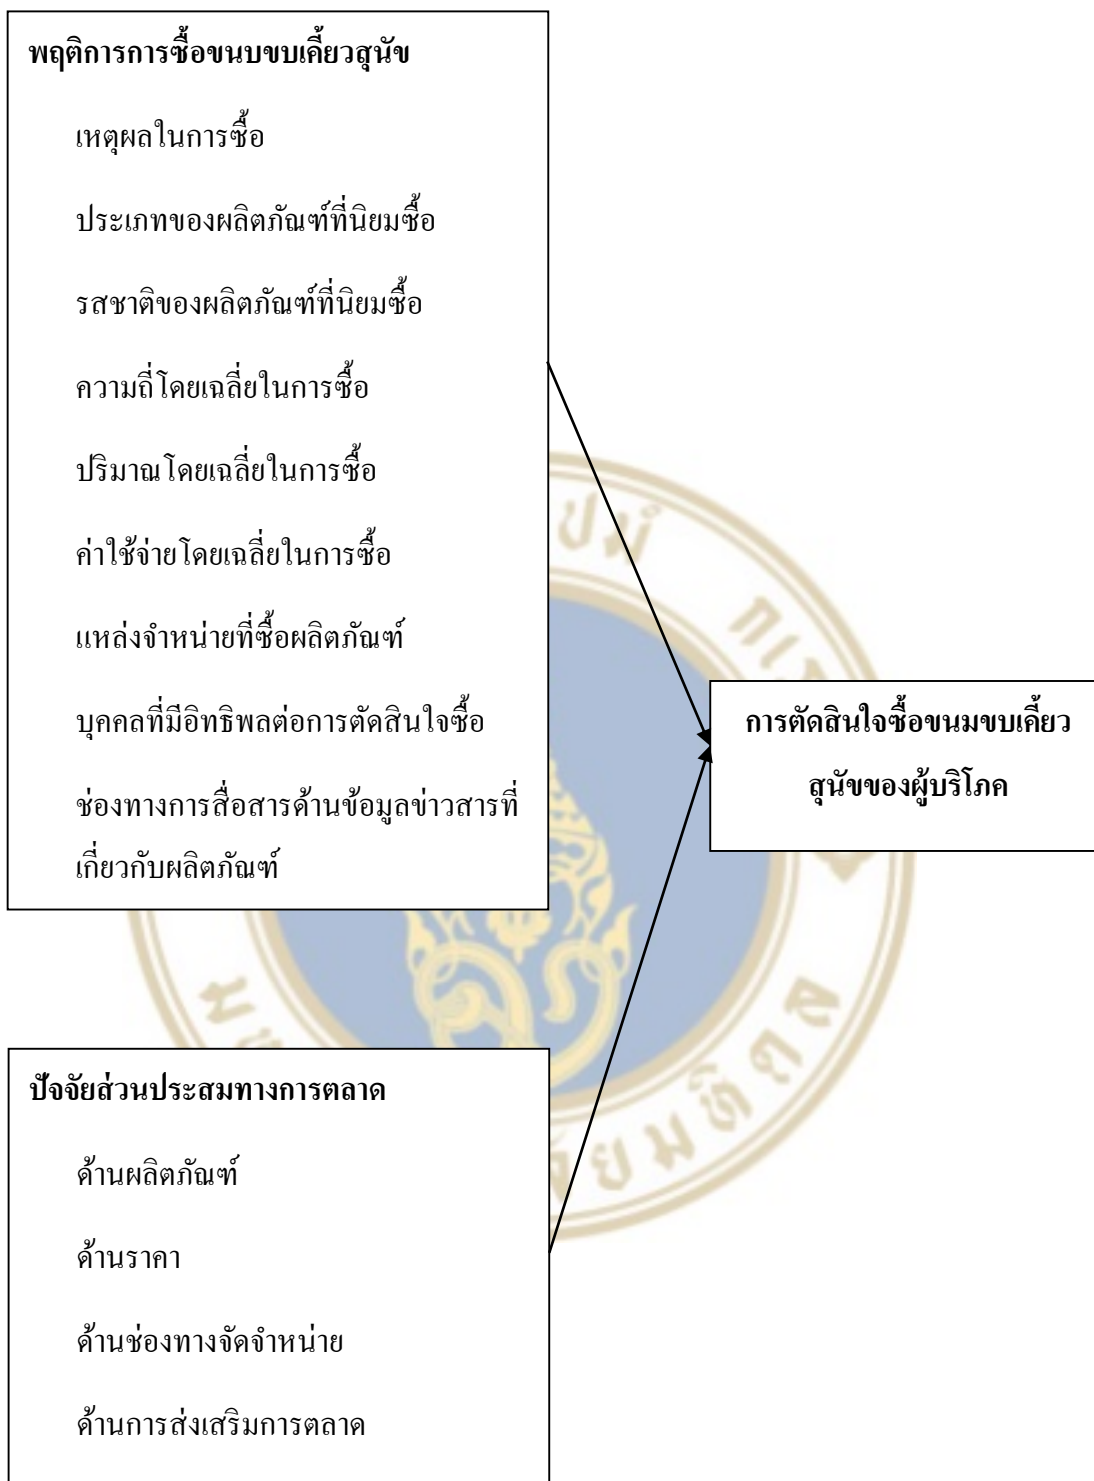 พฤติการการซื้อขนบขบเคี้ยวสุนัข
เหตุผลในการซื้อ
ประเภทของผลิตภัณฑ์ที่นิยมซื้อ
รสชาติของผลิตภัณฑ์ที่นิยมซื้อ
ความถี่โดยเฉลี่ยในการซื้อ
ปริมาณโดยเฉลี่ยในการซื้อ
ค่าใช้จ่ายโดยเฉลี่ยในการซื้อ
แหล่งจำหน่ายที่ซื้อผลิตภัณฑ์
บุคคลที่มีอิทธิพลต่อการตัดสินใจซื้อ
ช่องทางการสื่อสารด้านข้อมูลข่าวสารที่
เกี่ยวกับผลิตภัณฑ์
การตัดสินใจซื้อขนมขบเคี้ยว
สุนัขของผู้บริโภค
ปัจจัยส่วนประสมทางการตลาด
ด้านผลิตภัณฑ์
ด้านราคา
ด้านช่องทางจัดจำหน่าย
ด้านการส่งเสริมการตลาด